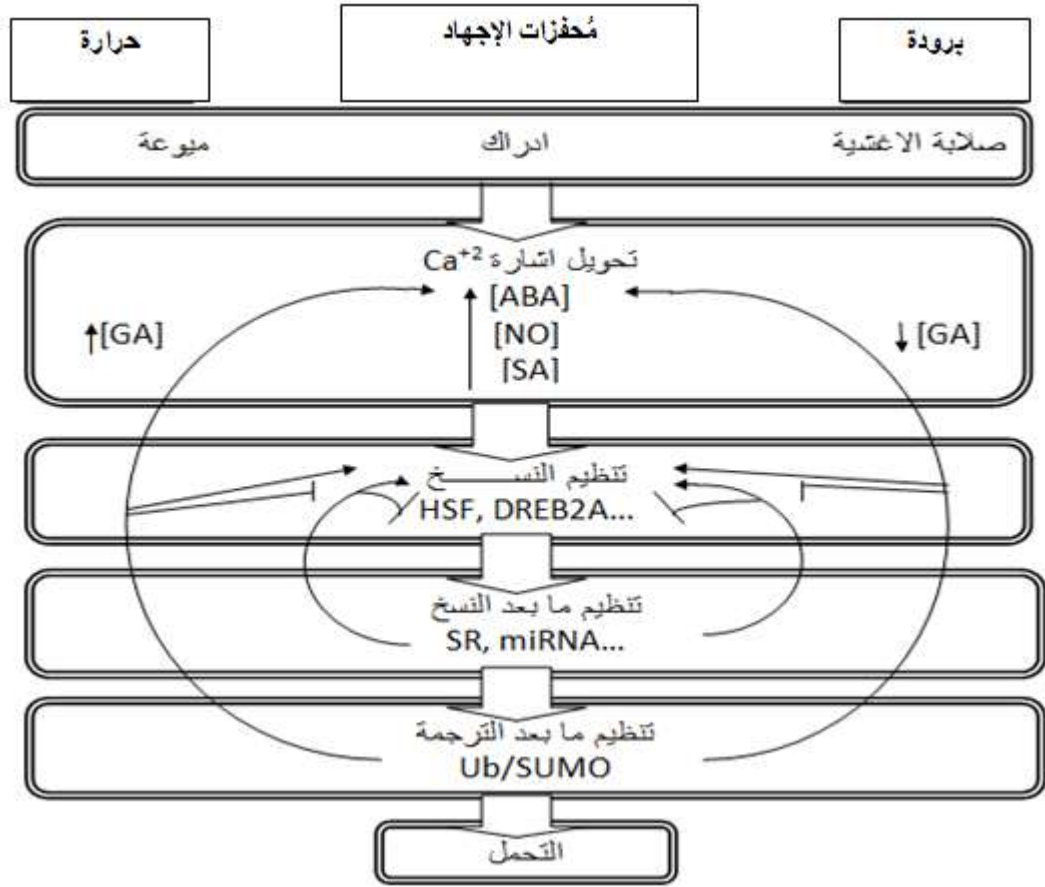 برودة
مُحفزات الإجهاد
حرارة
صلابة الاغشية
ادراك
ميوعة
تحويل اشارة Ca⁺²
[ABA]
[NO]
[SA]
↓ [GA]
↑[GA]
تنظيم النســـــخ
HSF, DREB2A...
تنظيم ما بعد النسخ
SR, miRNA...
تنظيم ما بعد الترجمة
Ub/SUMO
التحمل